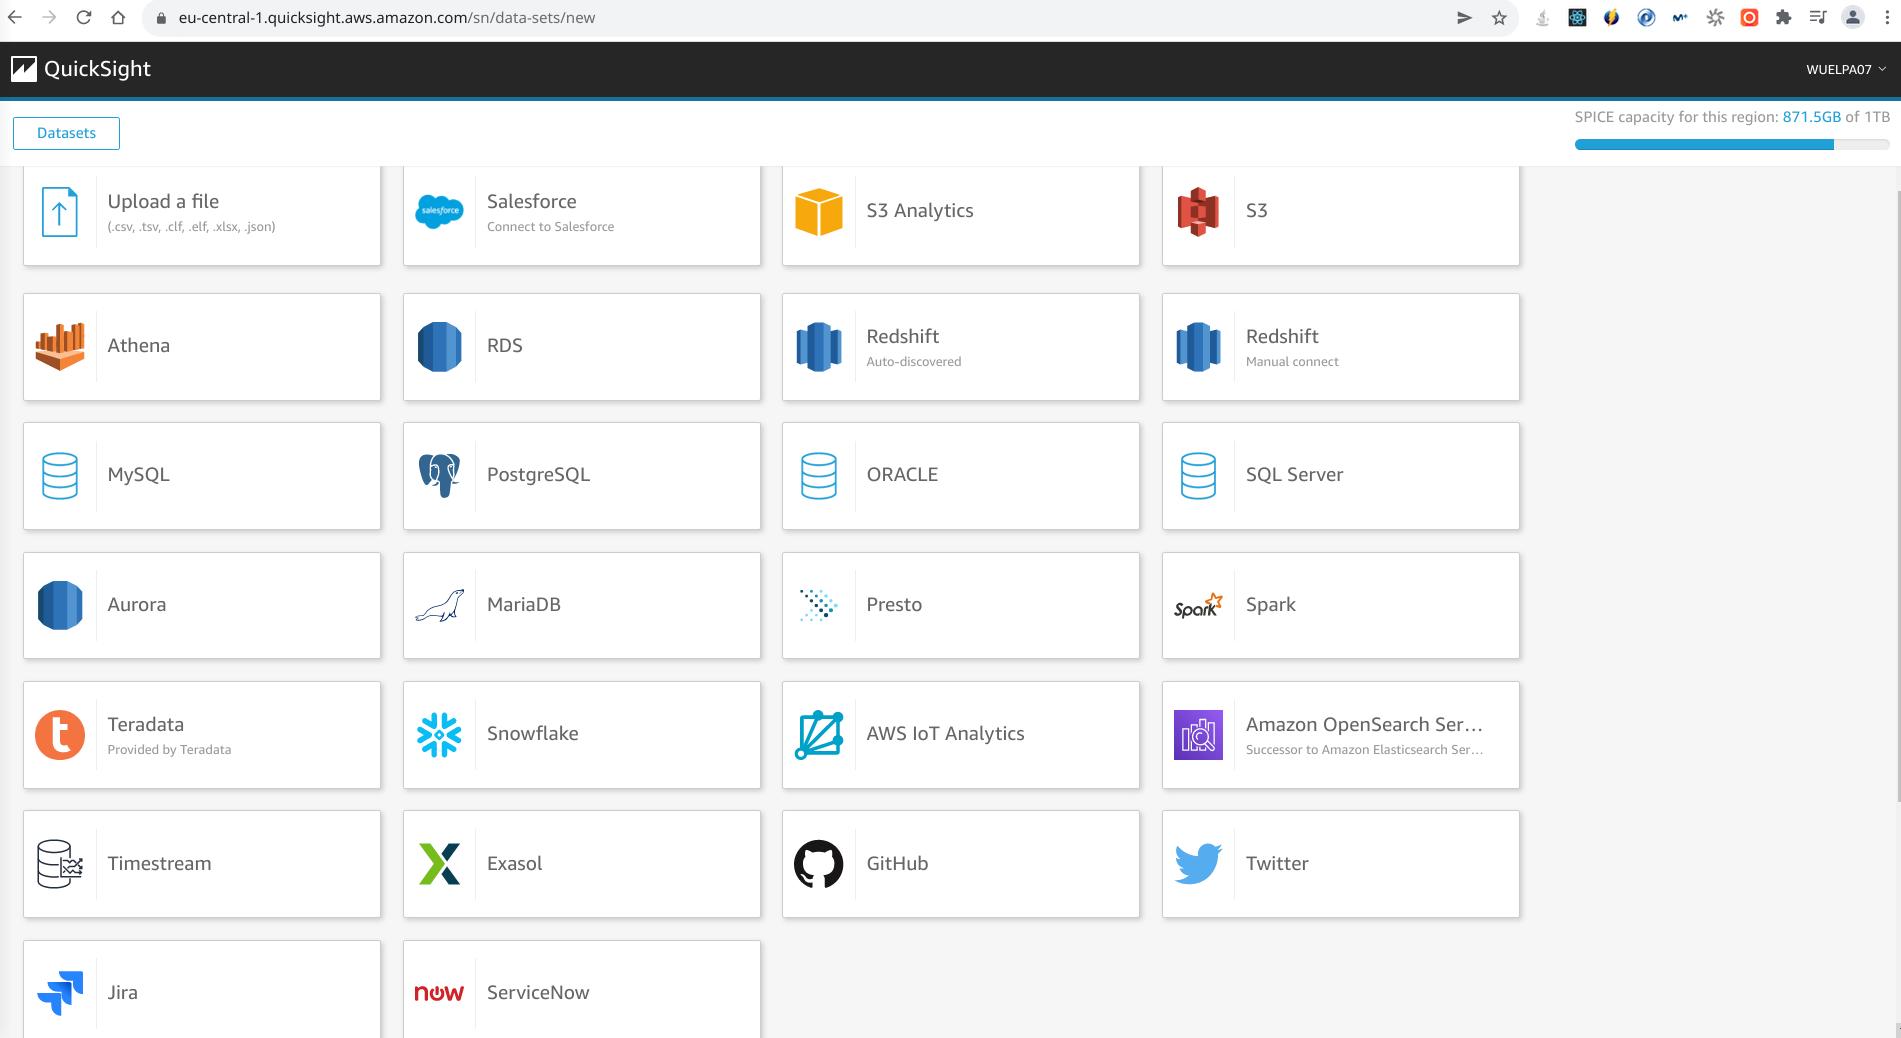 eu-central-1.quicksight.aws.amazon.com/sn/data-sets/new
QuickSight
WUELPA07
Datasets
SPICE capacity for this region: 871.5GB of 1TB
Upload a file
(.csv, .tsv, .clf, .elf, .xlsx, .json)
salesforce
Salesforce
Connect to Salesforce
S3 Analytics
S3
Athena
RDS
Redshift
Auto-discovered
Redshift
Manual connect
MySQL
PostgreSQL
ORACLE
SQL Server
Aurora
MariaDB
Presto
Spark
Spark
t
Teradata
Provided by Teradata
Snowflake
AWS IoT Analytics
Amazon OpenSearch Ser...
Successor to Amazon Elasticsearch Ser...
Timestream
Exasol
GitHub
Twitter
Jira
now
ServiceNow